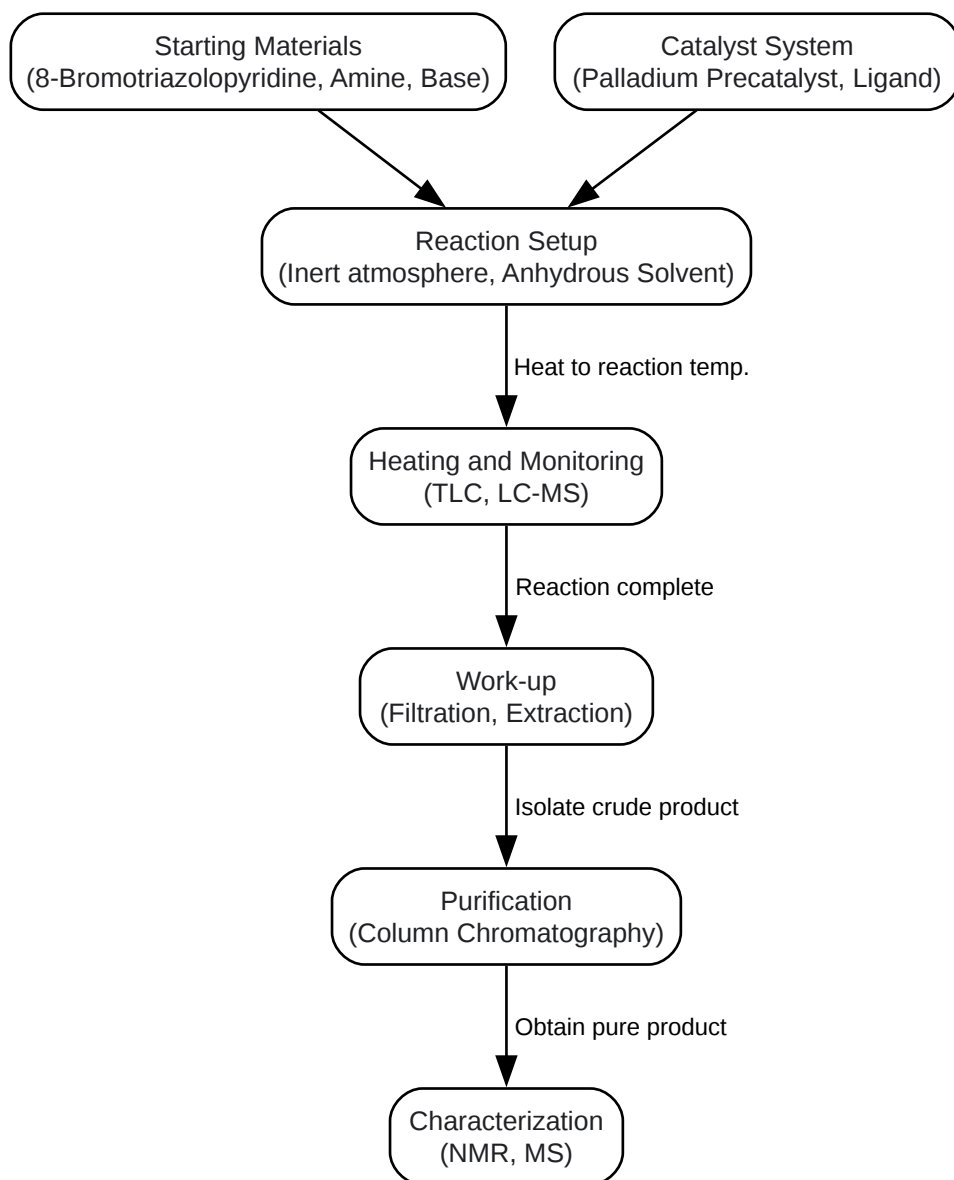 Starting Materials
(8-Bromotriazolopyridine, Amine, Base)
Catalyst System
(Palladium Precatalyst, Ligand)
Reaction Setup
(Inert atmosphere, Anhydrous Solvent)
Heat to reaction temp.
Heating and Monitoring
(TLC, LC-MS)
Reaction complete
Work-up
(Filtration, Extraction)
Isolate crude product
Purification
(Column Chromatography)
Obtain pure product
Characterization
(NMR, MS)